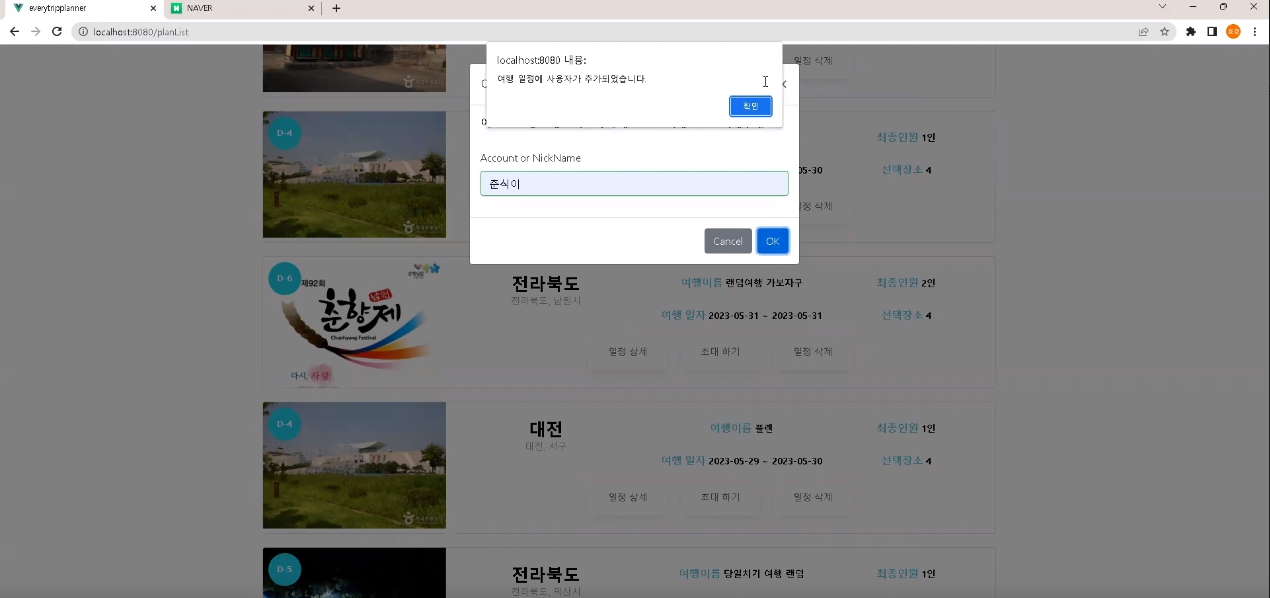 everytripplanner
NAVER
localhost:8080/planList
localhost:8080 내용:
여행 일정에 사용자가 추가되었습니다.
확인
Account or NickName
준식이
Cancel
OK
일정 삭제
D-4
최종인원 1인
05-30
선택장소 4
일정 삭제
D-6
제92회
춘향제
Chunhyang Festival
다시, 사랑
전라북도
전라북도, 남원시
여행이름 랜덤여행 가보자구
최종인원 2인
여행 일자 2023-05-31 ~ 2023-05-31
선택장소 4
일정 상세
초대 하기
일정 삭제
D-4
대전
대전, 서구
여행이름 플랜
최종인원 1인
여행 일자 2023-05-29 ~ 2023-05-30
선택장소 4
일정 상세
초대 하기
일정 삭제
D-5
전라북도
전라북도, 익산시
여행이름 당일치기 여행 랜덤
최종인원 1인